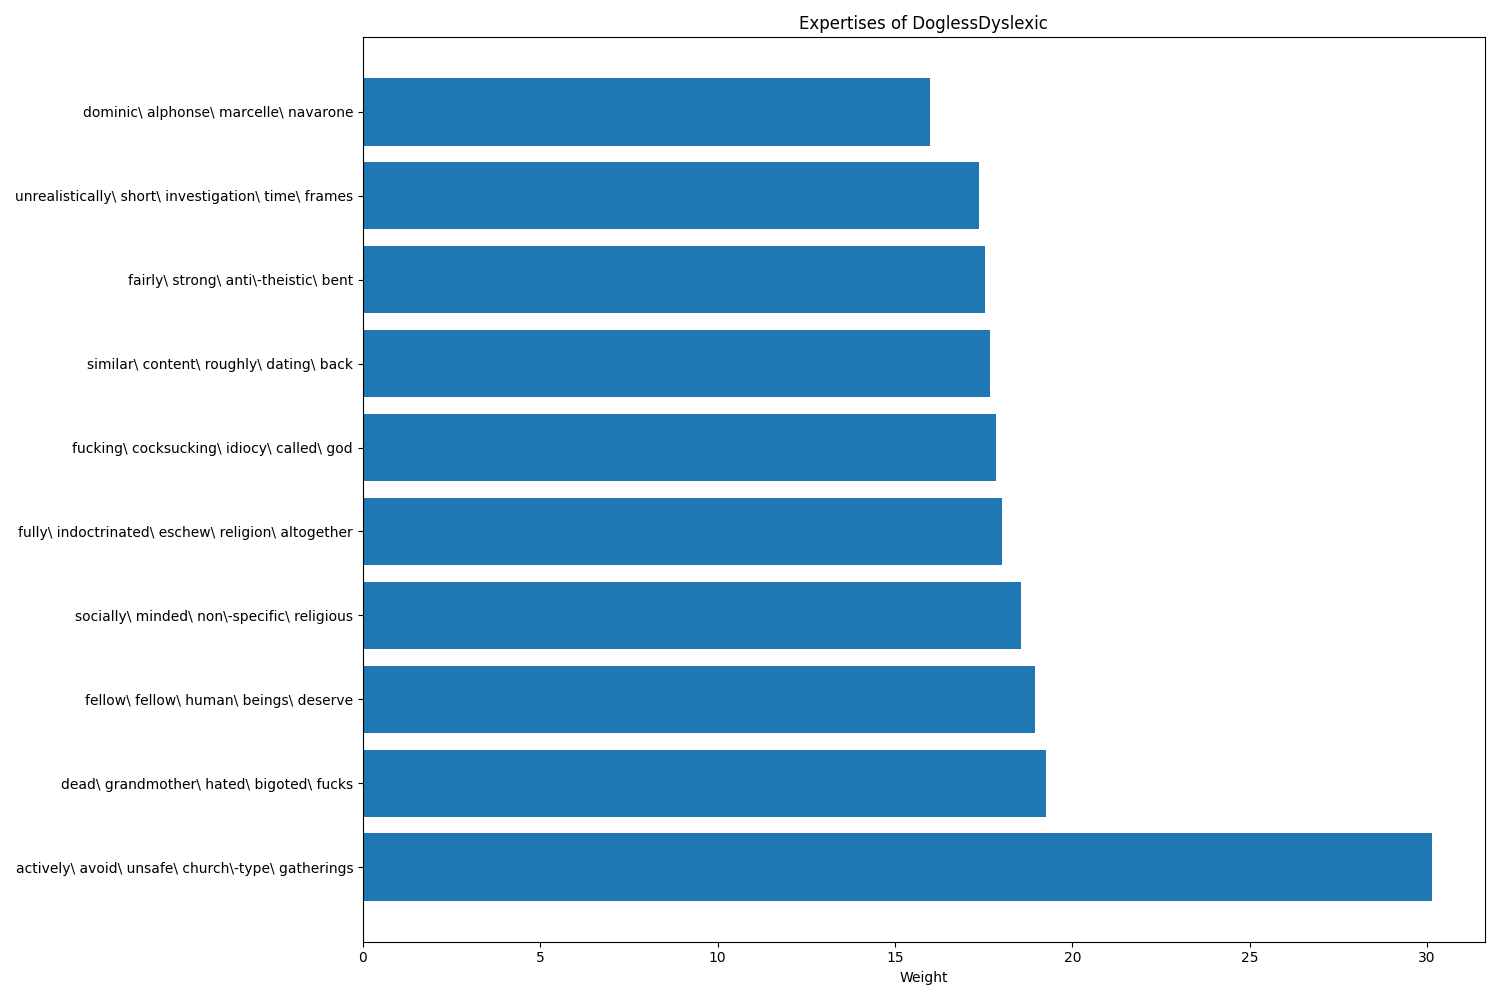 Expertises of DoglessDyslexic
dominic\ alphonse\ marcelle\ navarone
unrealistically\ short\ investigation\ time\ frames
fairly\ strong\ anti\-theistic\ bent
similar\ content\ roughly\ dating\ back
fucking\ cocksucking\ idiocy\ called\ god
fully\ indoctrinated\ eschew\ religion\ altogether
socially\ minded\ non\-specific\ religious
fellow\ fellow\ human\ beings\ deserve
dead\ grandmother\ hated\ bigoted\ fucks
actively\ avoid\ unsafe\ church\-type\ gatherings
0 5 10 15 20 25 30
Weight